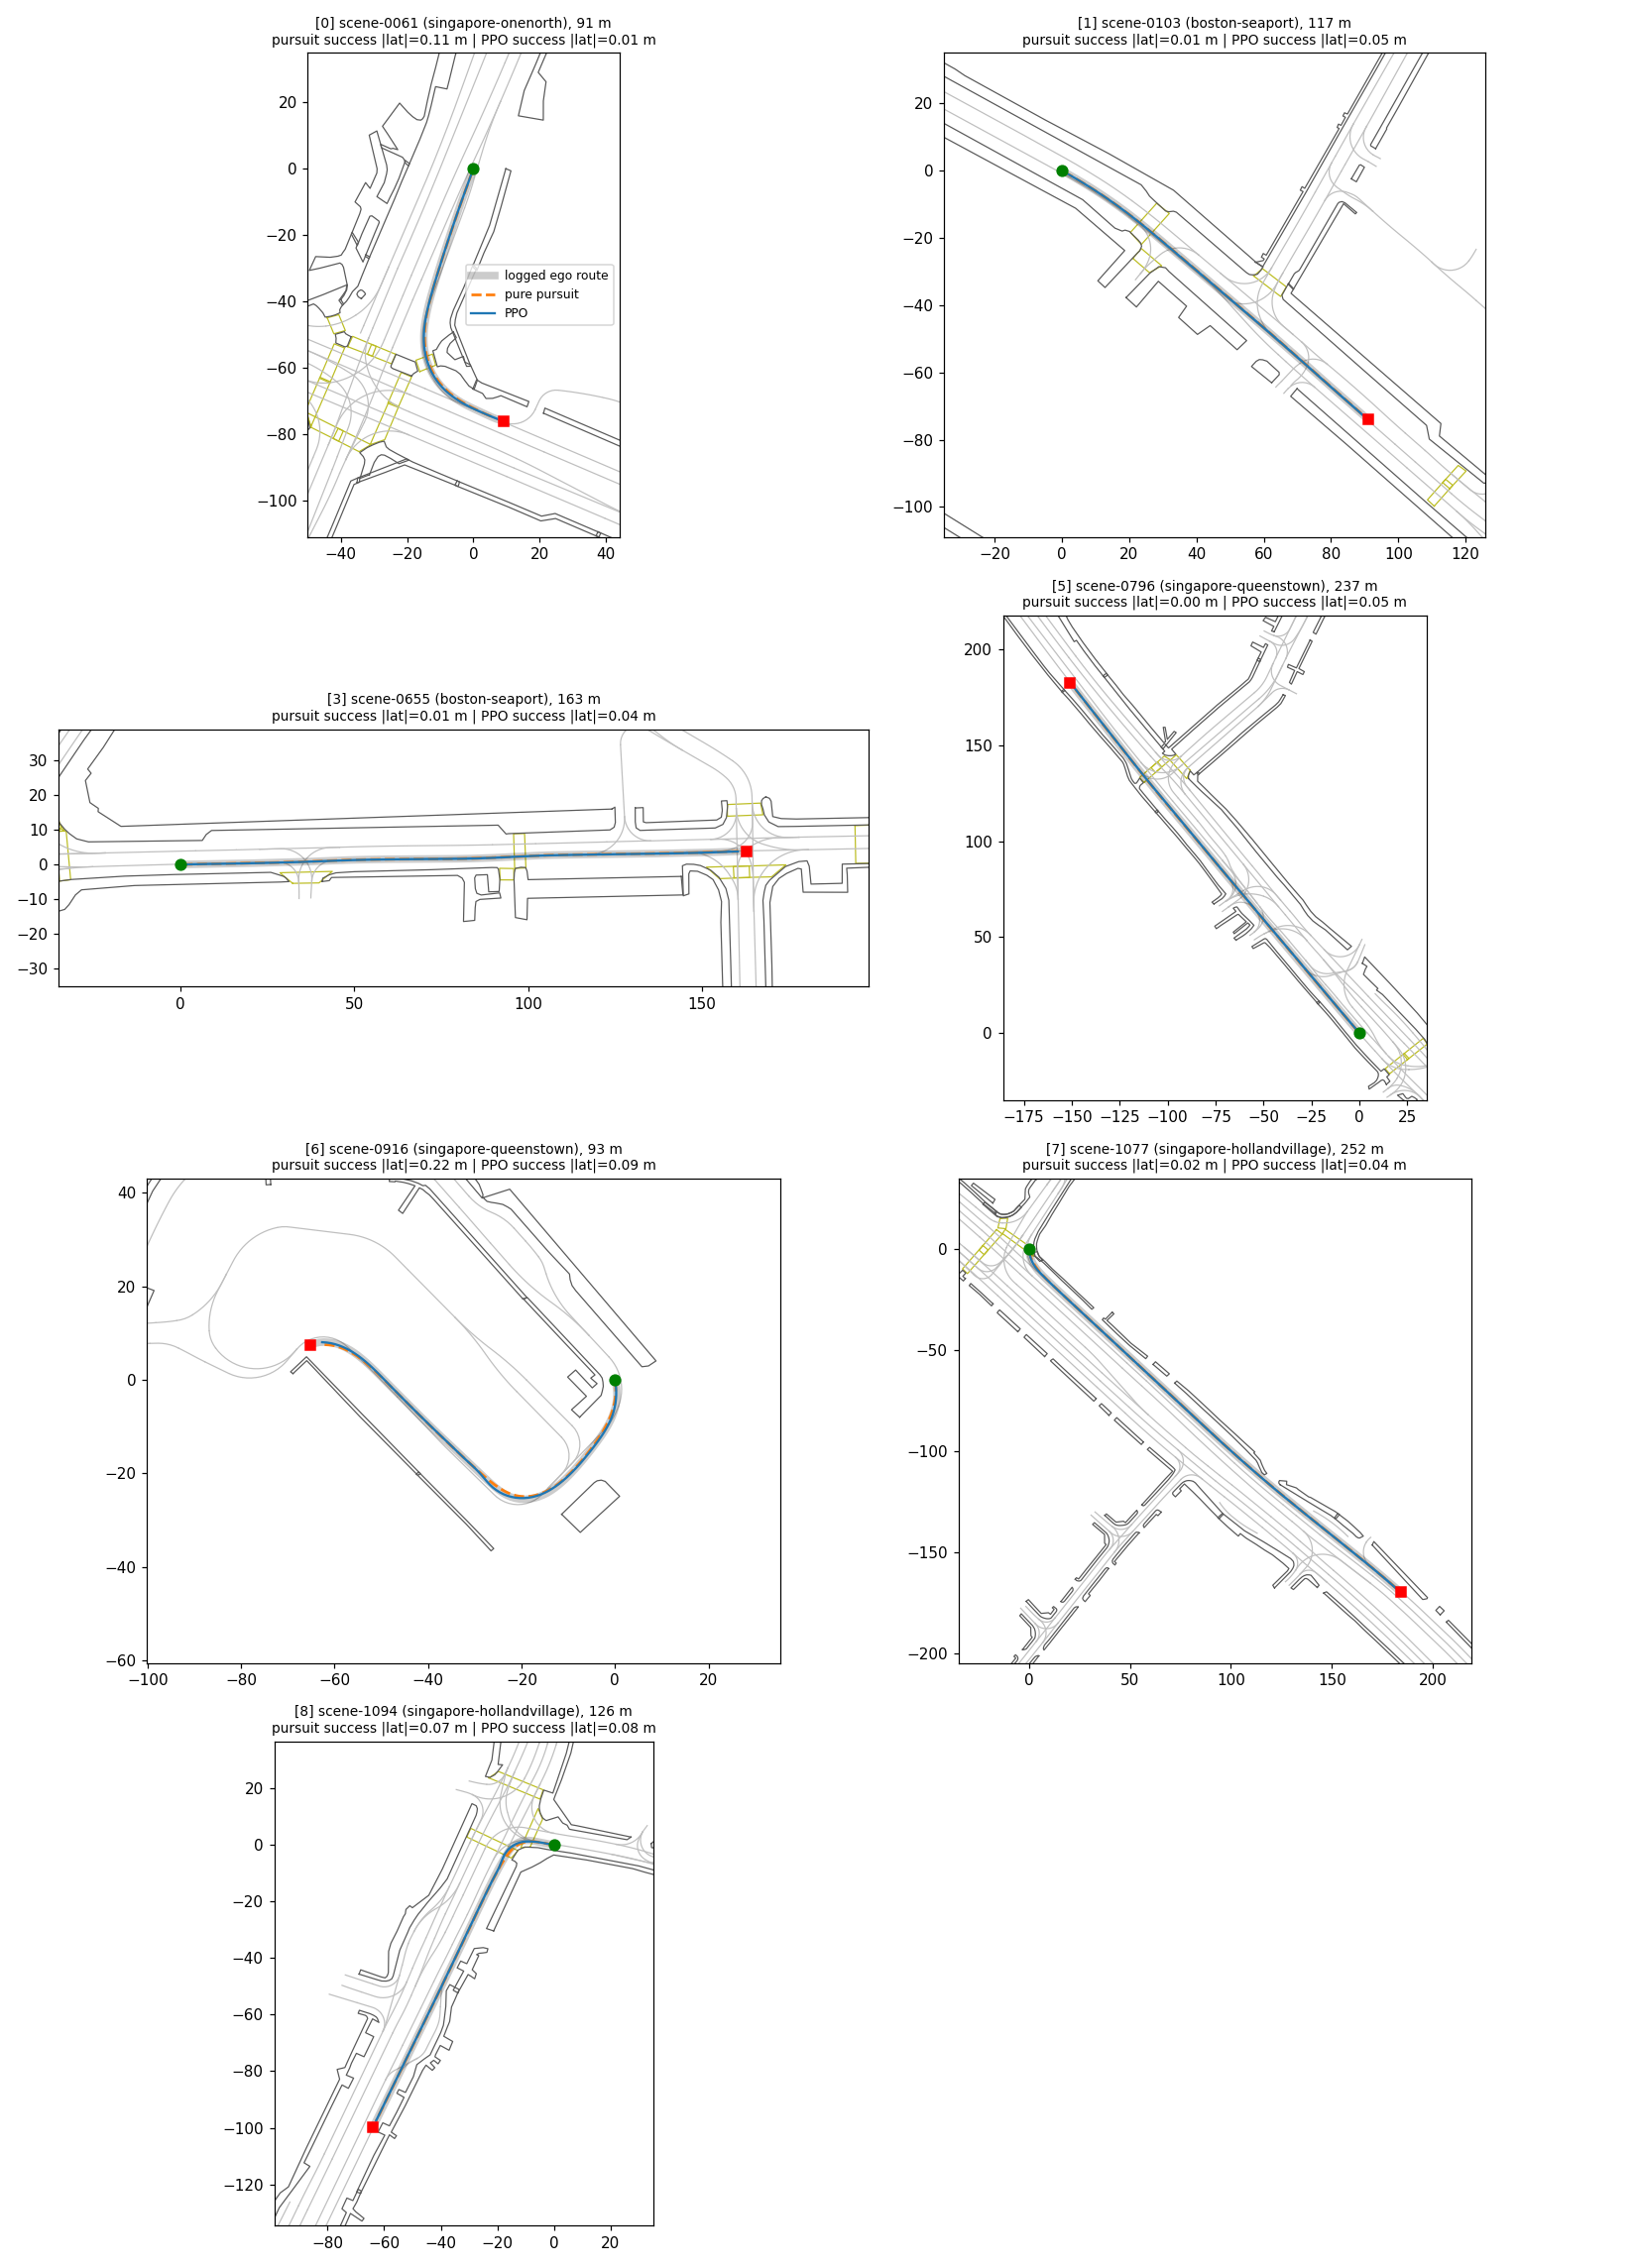 [0] scene-0061 (singapore-onenorth), 91 m
pursuit success |lat|=0.11 m | PPO success |lat|=0.01 m
20
0
−20
−40
−60
−80
−100
−40 −20 0 20 40
logged ego route
pure pursuit
PPO
[1] scene-0103 (boston-seaport), 117 m
pursuit success |lat|=0.01 m | PPO success |lat|=0.05 m
20
0
−20
−40
−60
−80
−100
−20 0 20 40 60 80 100 120
[3] scene-0655 (boston-seaport), 163 m
pursuit success |lat|=0.01 m | PPO success |lat|=0.04 m
30
20
10
0
−10
−20
−30
0 50 100 150
[5] scene-0796 (singapore-queenstown), 237 m
pursuit success |lat|=0.00 m | PPO success |lat|=0.05 m
200
150
100
50
0
−175 −150 −125 −100 −75 −50 −25 0 25
[6] scene-0916 (singapore-queenstown), 93 m
pursuit success |lat|=0.22 m | PPO success |lat|=0.09 m
40
20
0
−20
−40
−60
−100 −80 −60 −40 −20 0 20
[7] scene-1077 (singapore-hollandvillage), 252 m
pursuit success |lat|=0.02 m | PPO success |lat|=0.04 m
0
−50
−100
−150
−200
0 50 100 150 200
[8] scene-1094 (singapore-hollandvillage), 126 m
pursuit success |lat|=0.07 m | PPO success |lat|=0.08 m
20
0
−20
−40
−60
−80
−100
−120
−80 −60 −40 −20 0 20